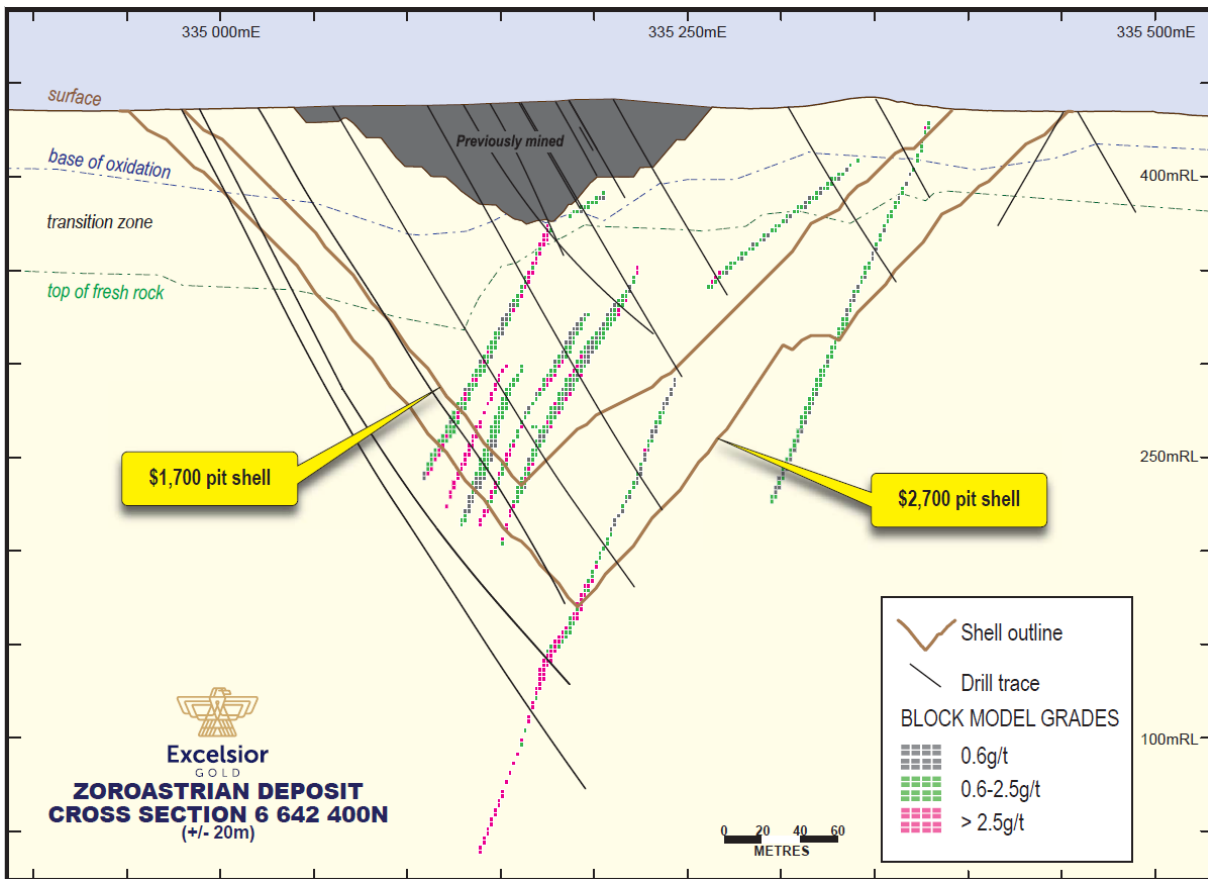 335 000mE
335 250mE
335 500mE
surface
Previously mined
base of oxidation
400mRL
transition zone
top of fresh rock
$1,700 pit shell
250mRL
$2,700 pit shell
Shell outline
Drill trace
BLOCK MODEL GRADES
0.6g/t
0.6-2.5g/t
> 2.5g/t
100mRL
Excelsior
GOLD
ZOROASTRIAN DEPOSIT
CROSS SECTION 6 642 400N
(+/- 20m)
0 20 40 60
METRES